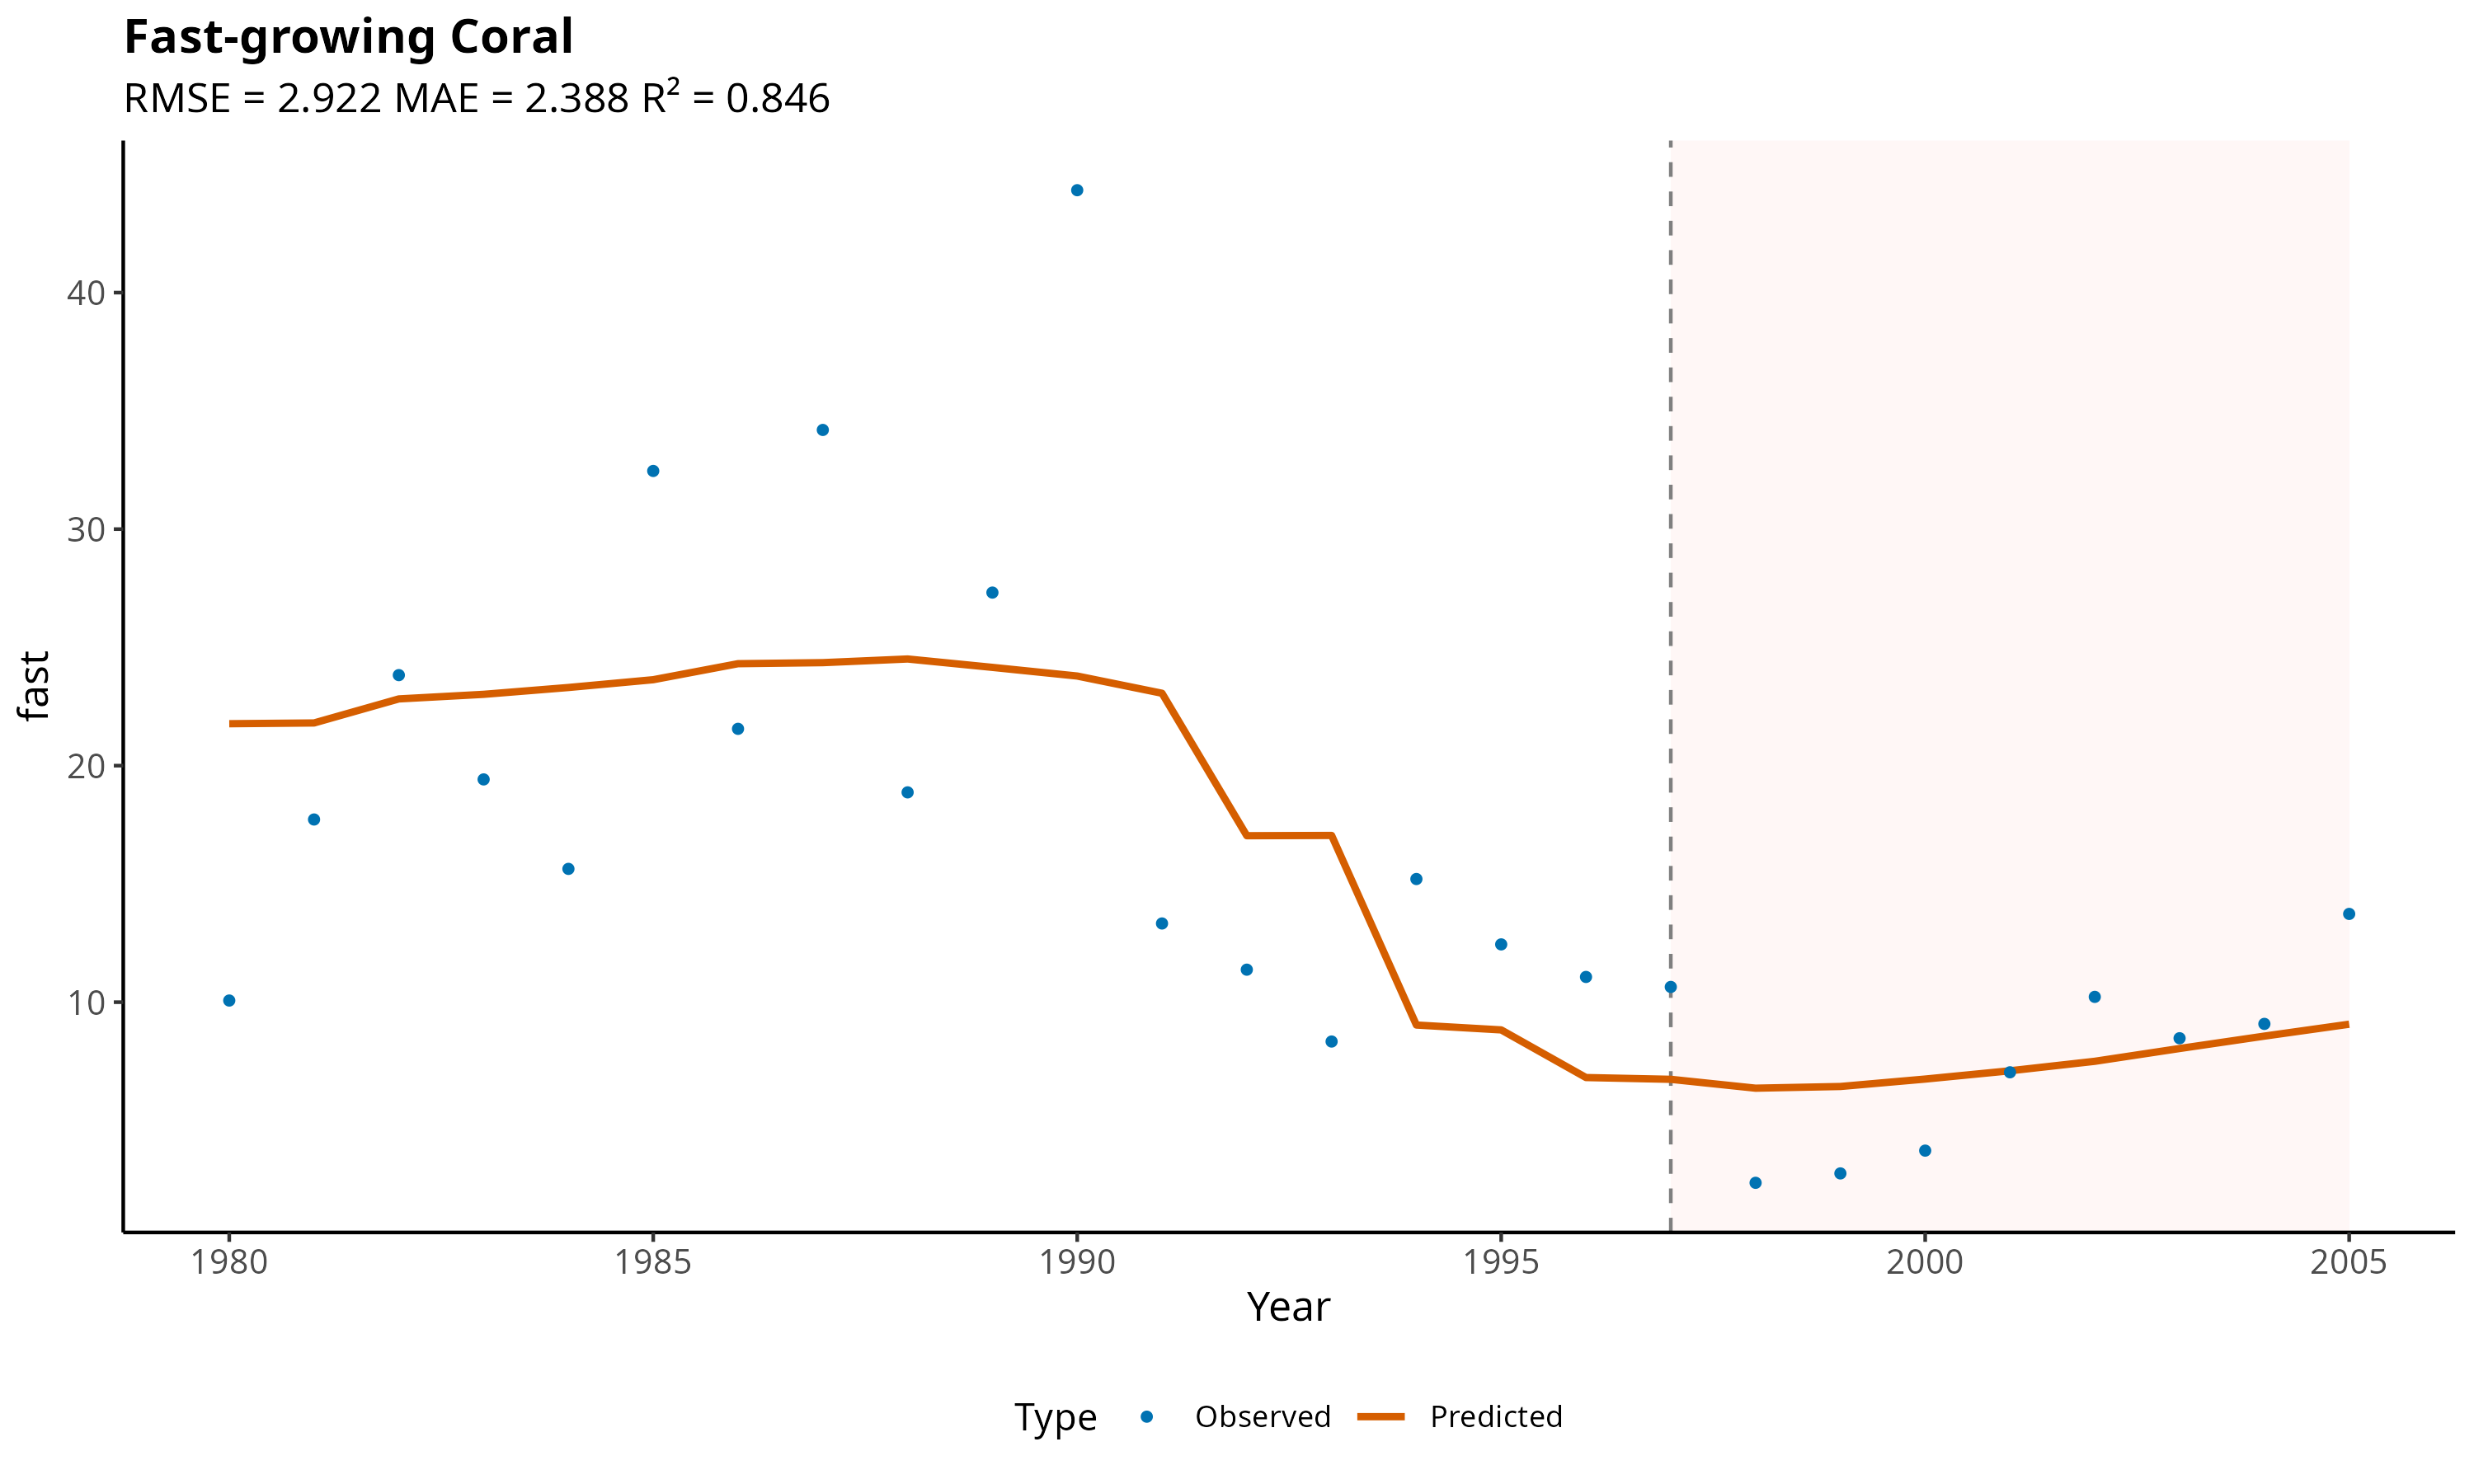 Fast-growing Coral
RMSE = 2.922 MAE = 2.388 R² = 0.846
fast
40
30
20
10
1980 1985 1990 1995 2000 2005
Year
Type Observed Predicted